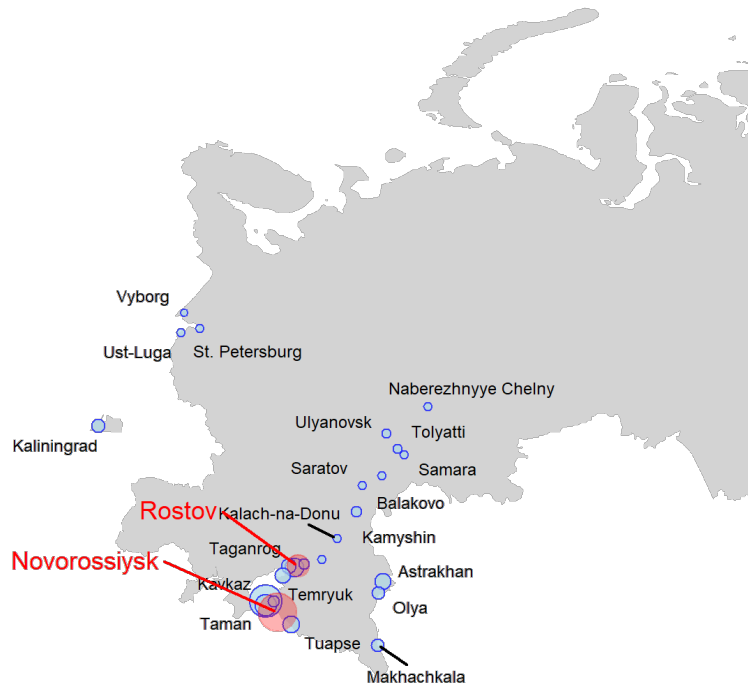 Vyborg
Ust-Luga
St. Petersburg
Naberezhnyye Chelny
Kaliningrad
Ulyanovsk
Tolyatti
Saratov
Samara
Rostov
Kalach-na-Donu
Balakovo
Kamyshin
Novorossiysk
Taganrog
Astrakhan
Kavkaz
Temryuk
Olya
Taman
Tuapse
Makhachkala